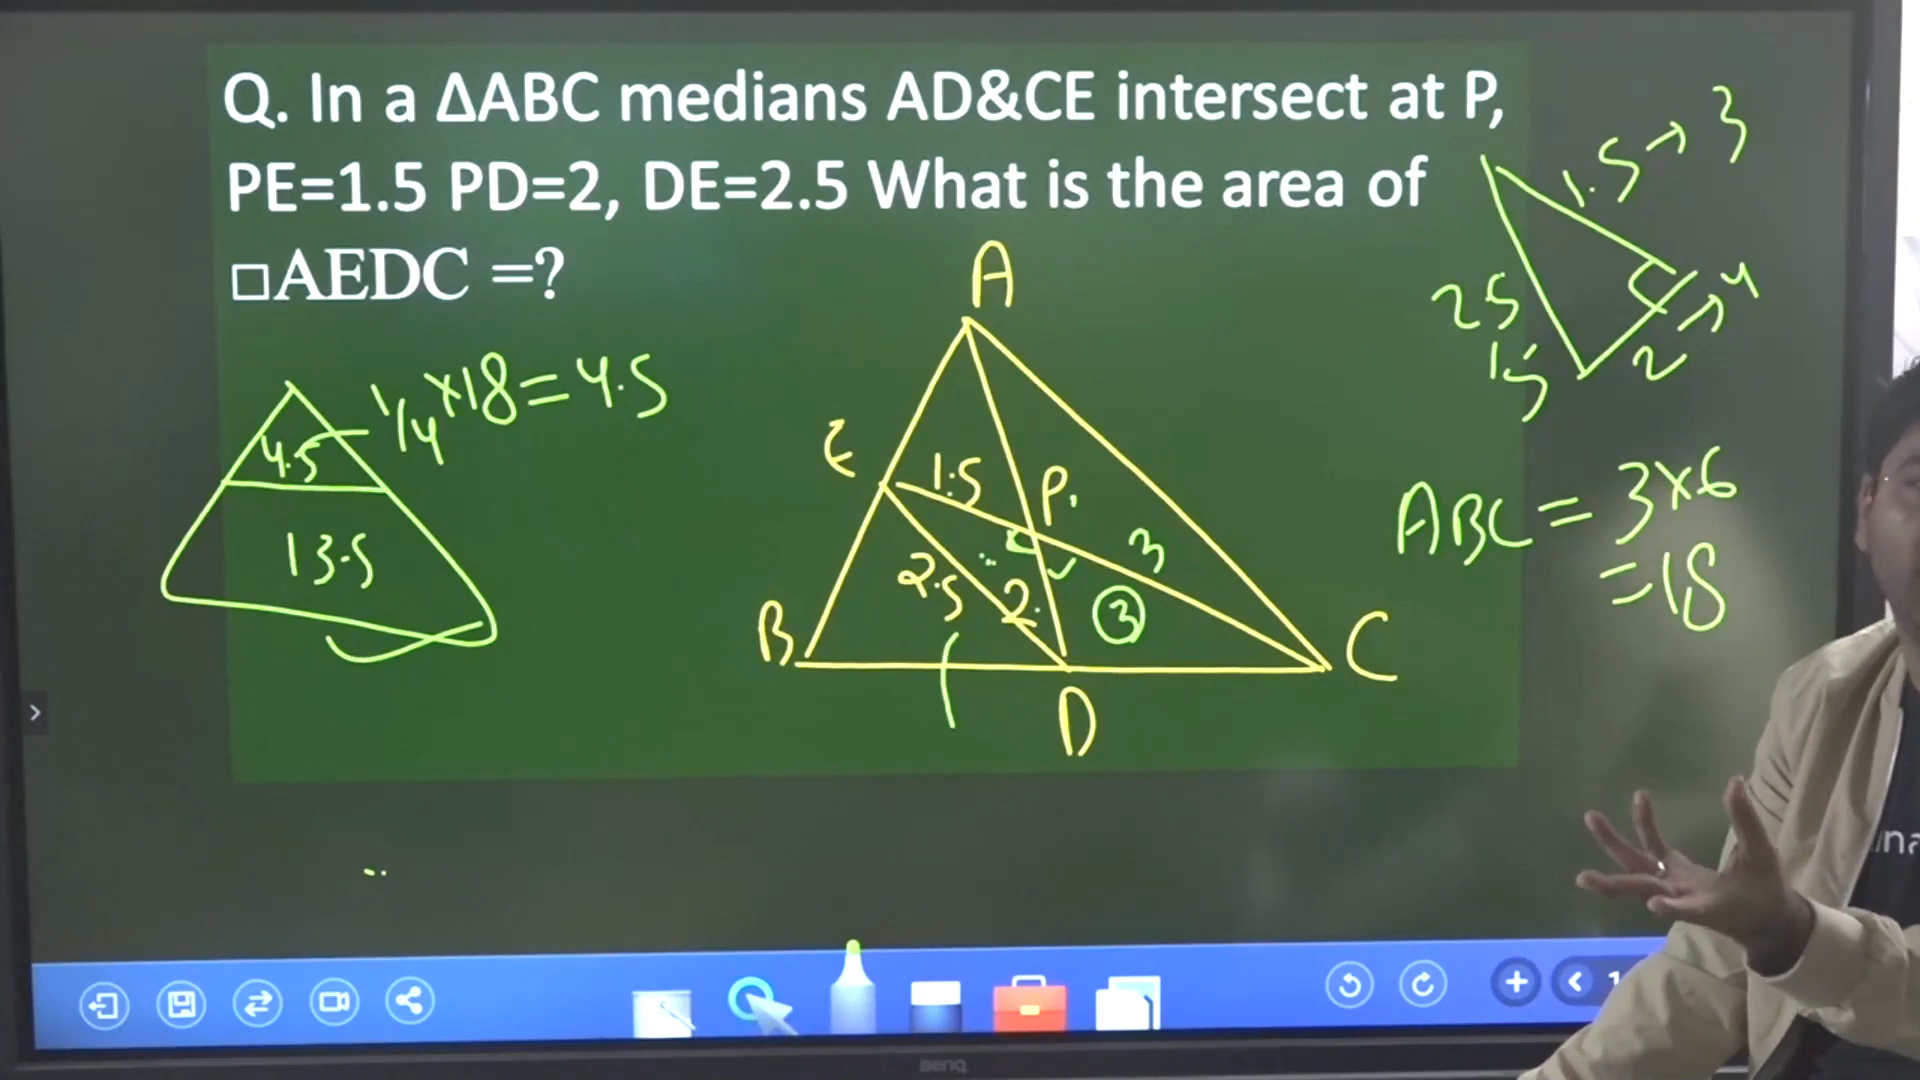 Q. In a ΔABC medians AD&CE intersect at P,
PE=1.5 PD=2, DE=2.5 What is the area of
□AEDC =?
1/4×18=4.5
4.5
13.5
A
E
1.5
P
3
2.5
2
3
B
C
D
1.5→3
2.5
1.5
2→4
ABC=3×6
=18
1
BenQ